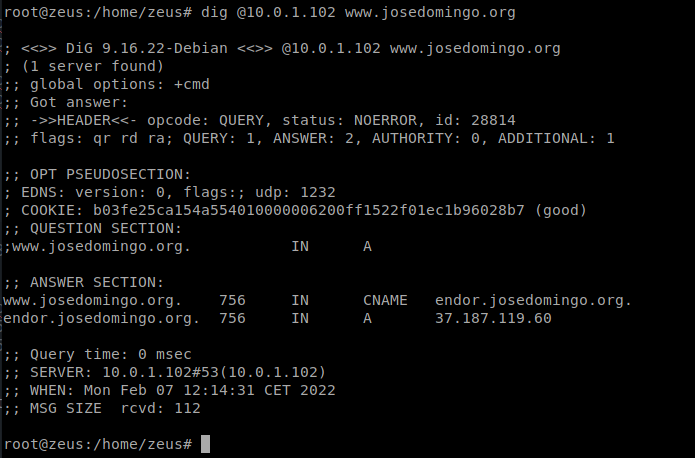 root@zeus:/home/zeus# dig @10.0.1.102 www.josedomingo.org
; <<>> DiG 9.16.22-Debian <<>> @10.0.1.102 www.josedomingo.org
; (1 server found)
;; global options: +cmd
;; Got answer:
;; ->>HEADER<<- opcode: QUERY, status: NOERROR, id: 28814
;; flags: qr rd ra; QUERY: 1, ANSWER: 2, AUTHORITY: 0, ADDITIONAL: 1
;; OPT PSEUDOSECTION:
; EDNS: version: 0, flags:; udp: 1232
; COOKIE: b03fe25ca154a554010000006200ff1522f01ec1b96028b7 (good)
;; QUESTION SECTION:
;www.josedomingo.org. IN A
;; ANSWER SECTION:
www.josedomingo.org. 756 IN CNAME endor.josedomingo.org.
endor.josedomingo.org. 756 IN A 37.187.119.60
;; Query time: 0 msec
;; SERVER: 10.0.1.102#53(10.0.1.102)
;; WHEN: Mon Feb 07 12:14:31 CET 2022
;; MSG SIZE rcvd: 112
root@zeus:/home/zeus#